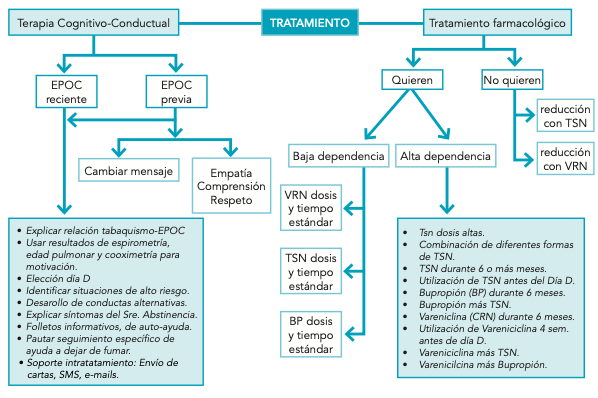 TRATAMIENTO
Terapia Cognitivo-Conductual
Tratamiento farmacológico
EPOC
reciente
EPOC
previa
Cambiar mensaje
Empatía
Comprensión
Respeto
• Explicar relación tabaquismo-EPOC
• Usar resultados de espirometría,
edad pulmonar y cooximetría para
motivación.
• Elección día D
• Identificar situaciones de alto riesgo.
• Desarollo de conductas alternativas.
• Explicar síntomas del Sre. Abstinencia.
• Folletos informativos, de auto-ayuda.
• Pautar seguimiento específico de
ayuda a dejar de fumar.
• Soporte intratatamiento: Envío de
cartas, SMS, e-mails.
Quieren
No quieren
reducción
con TSN
reducción
con VRN
Baja dependencia
Alta dependencia
VRN dosis
y tiempo
estándar
TSN dosis
y tiempo
estándar
BP dosis
y tiempo
estándar
• Tsn dosis altas.
• Combinación de diferentes formas
de TSN.
• TSN durante 6 o más meses.
• Utilización de TSN antes del Día D.
• Bupropión (BP) durante 6 meses.
• Bupropión más TSN.
• Vareniclina (CRN) durante 6 meses.
• Utilización de Vareniciclina 4 sem.
antes de día D.
• Vareniciclina más TSN.
• Varenicilcina más Bupropión.